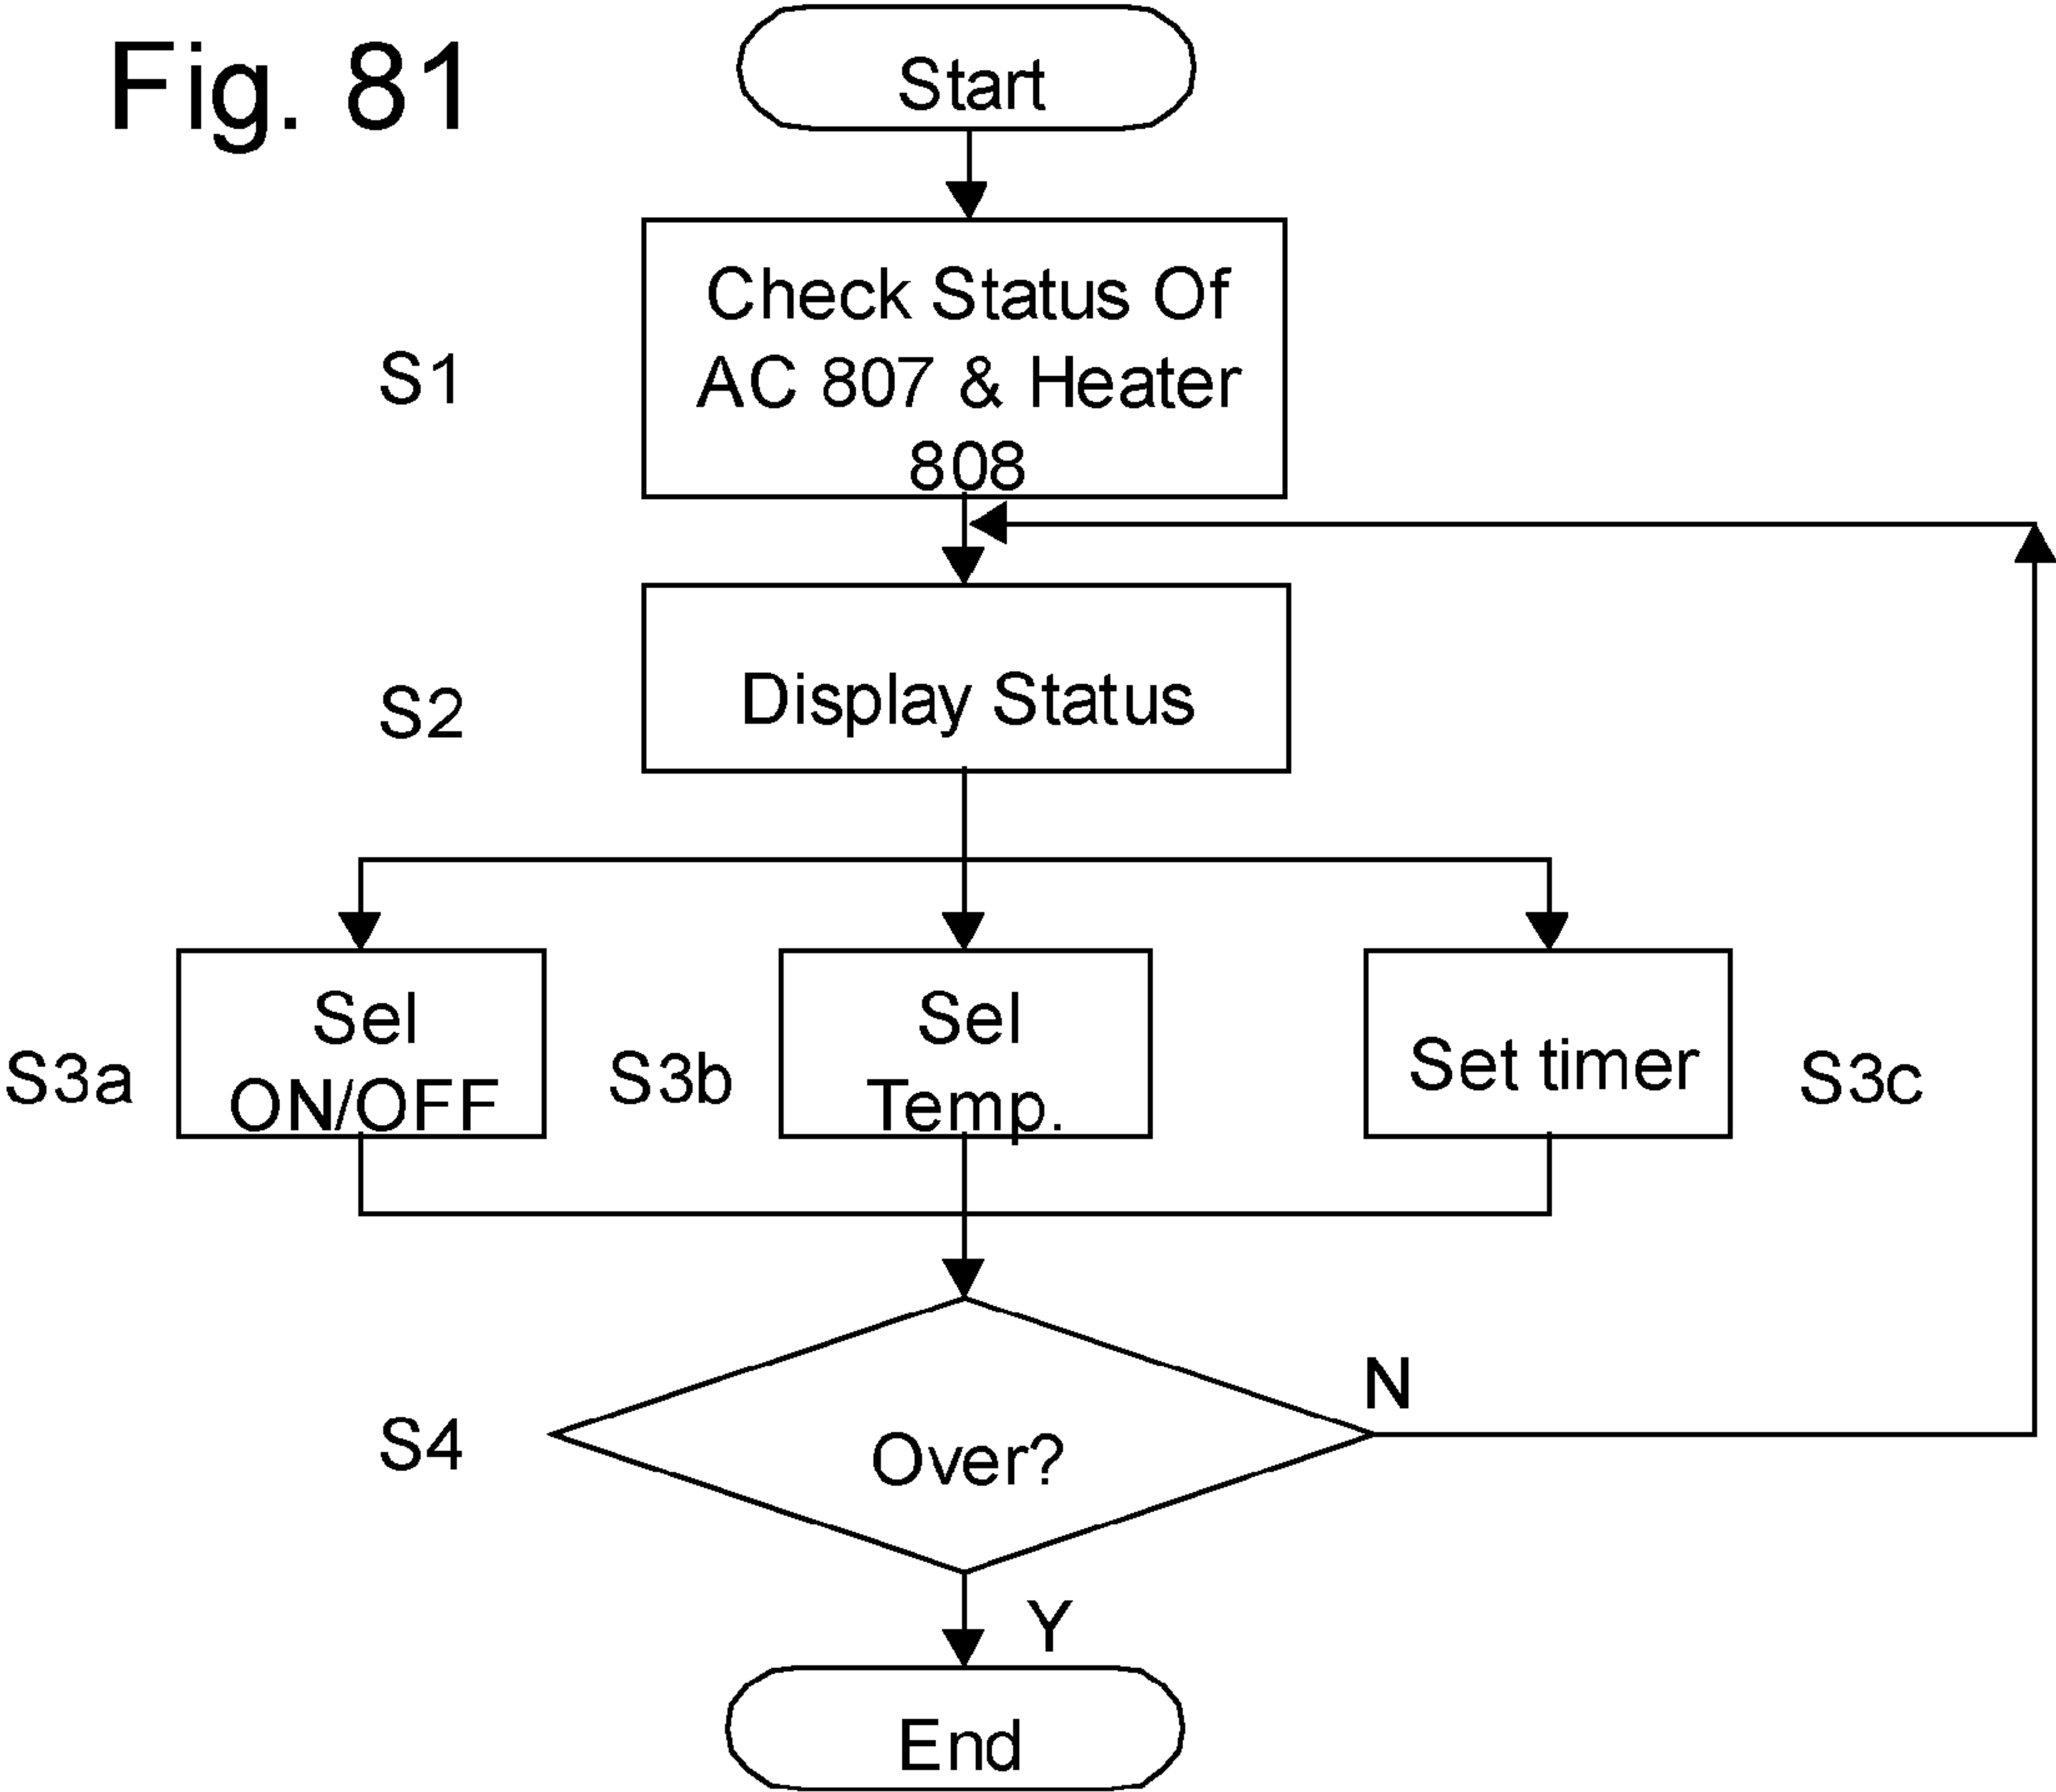 Fig. 81
Start
S1
Check Status Of
AC 807 & Heater
808
S2
Display Status
S3a
Sel
ON/OFF
S3b
Sel
Temp.
Set timer
S3c
S4
Over?
N
Y
End